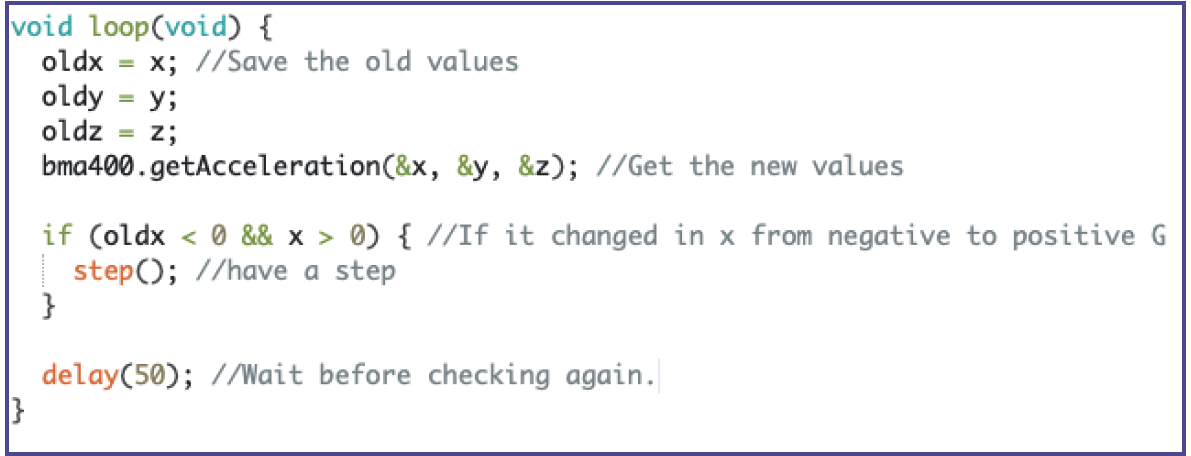 void loop(void) {
  oldx = x; //Save the old values
  oldy = y;
  oldz = z;
  bma400.getAcceleration(&x, &y, &z); //Get the new values

  if (oldx < 0 && x > 0) { //If it changed in x from negative to positive G
    step(); //have a step
  }

  delay(50); //Wait before checking again.
}